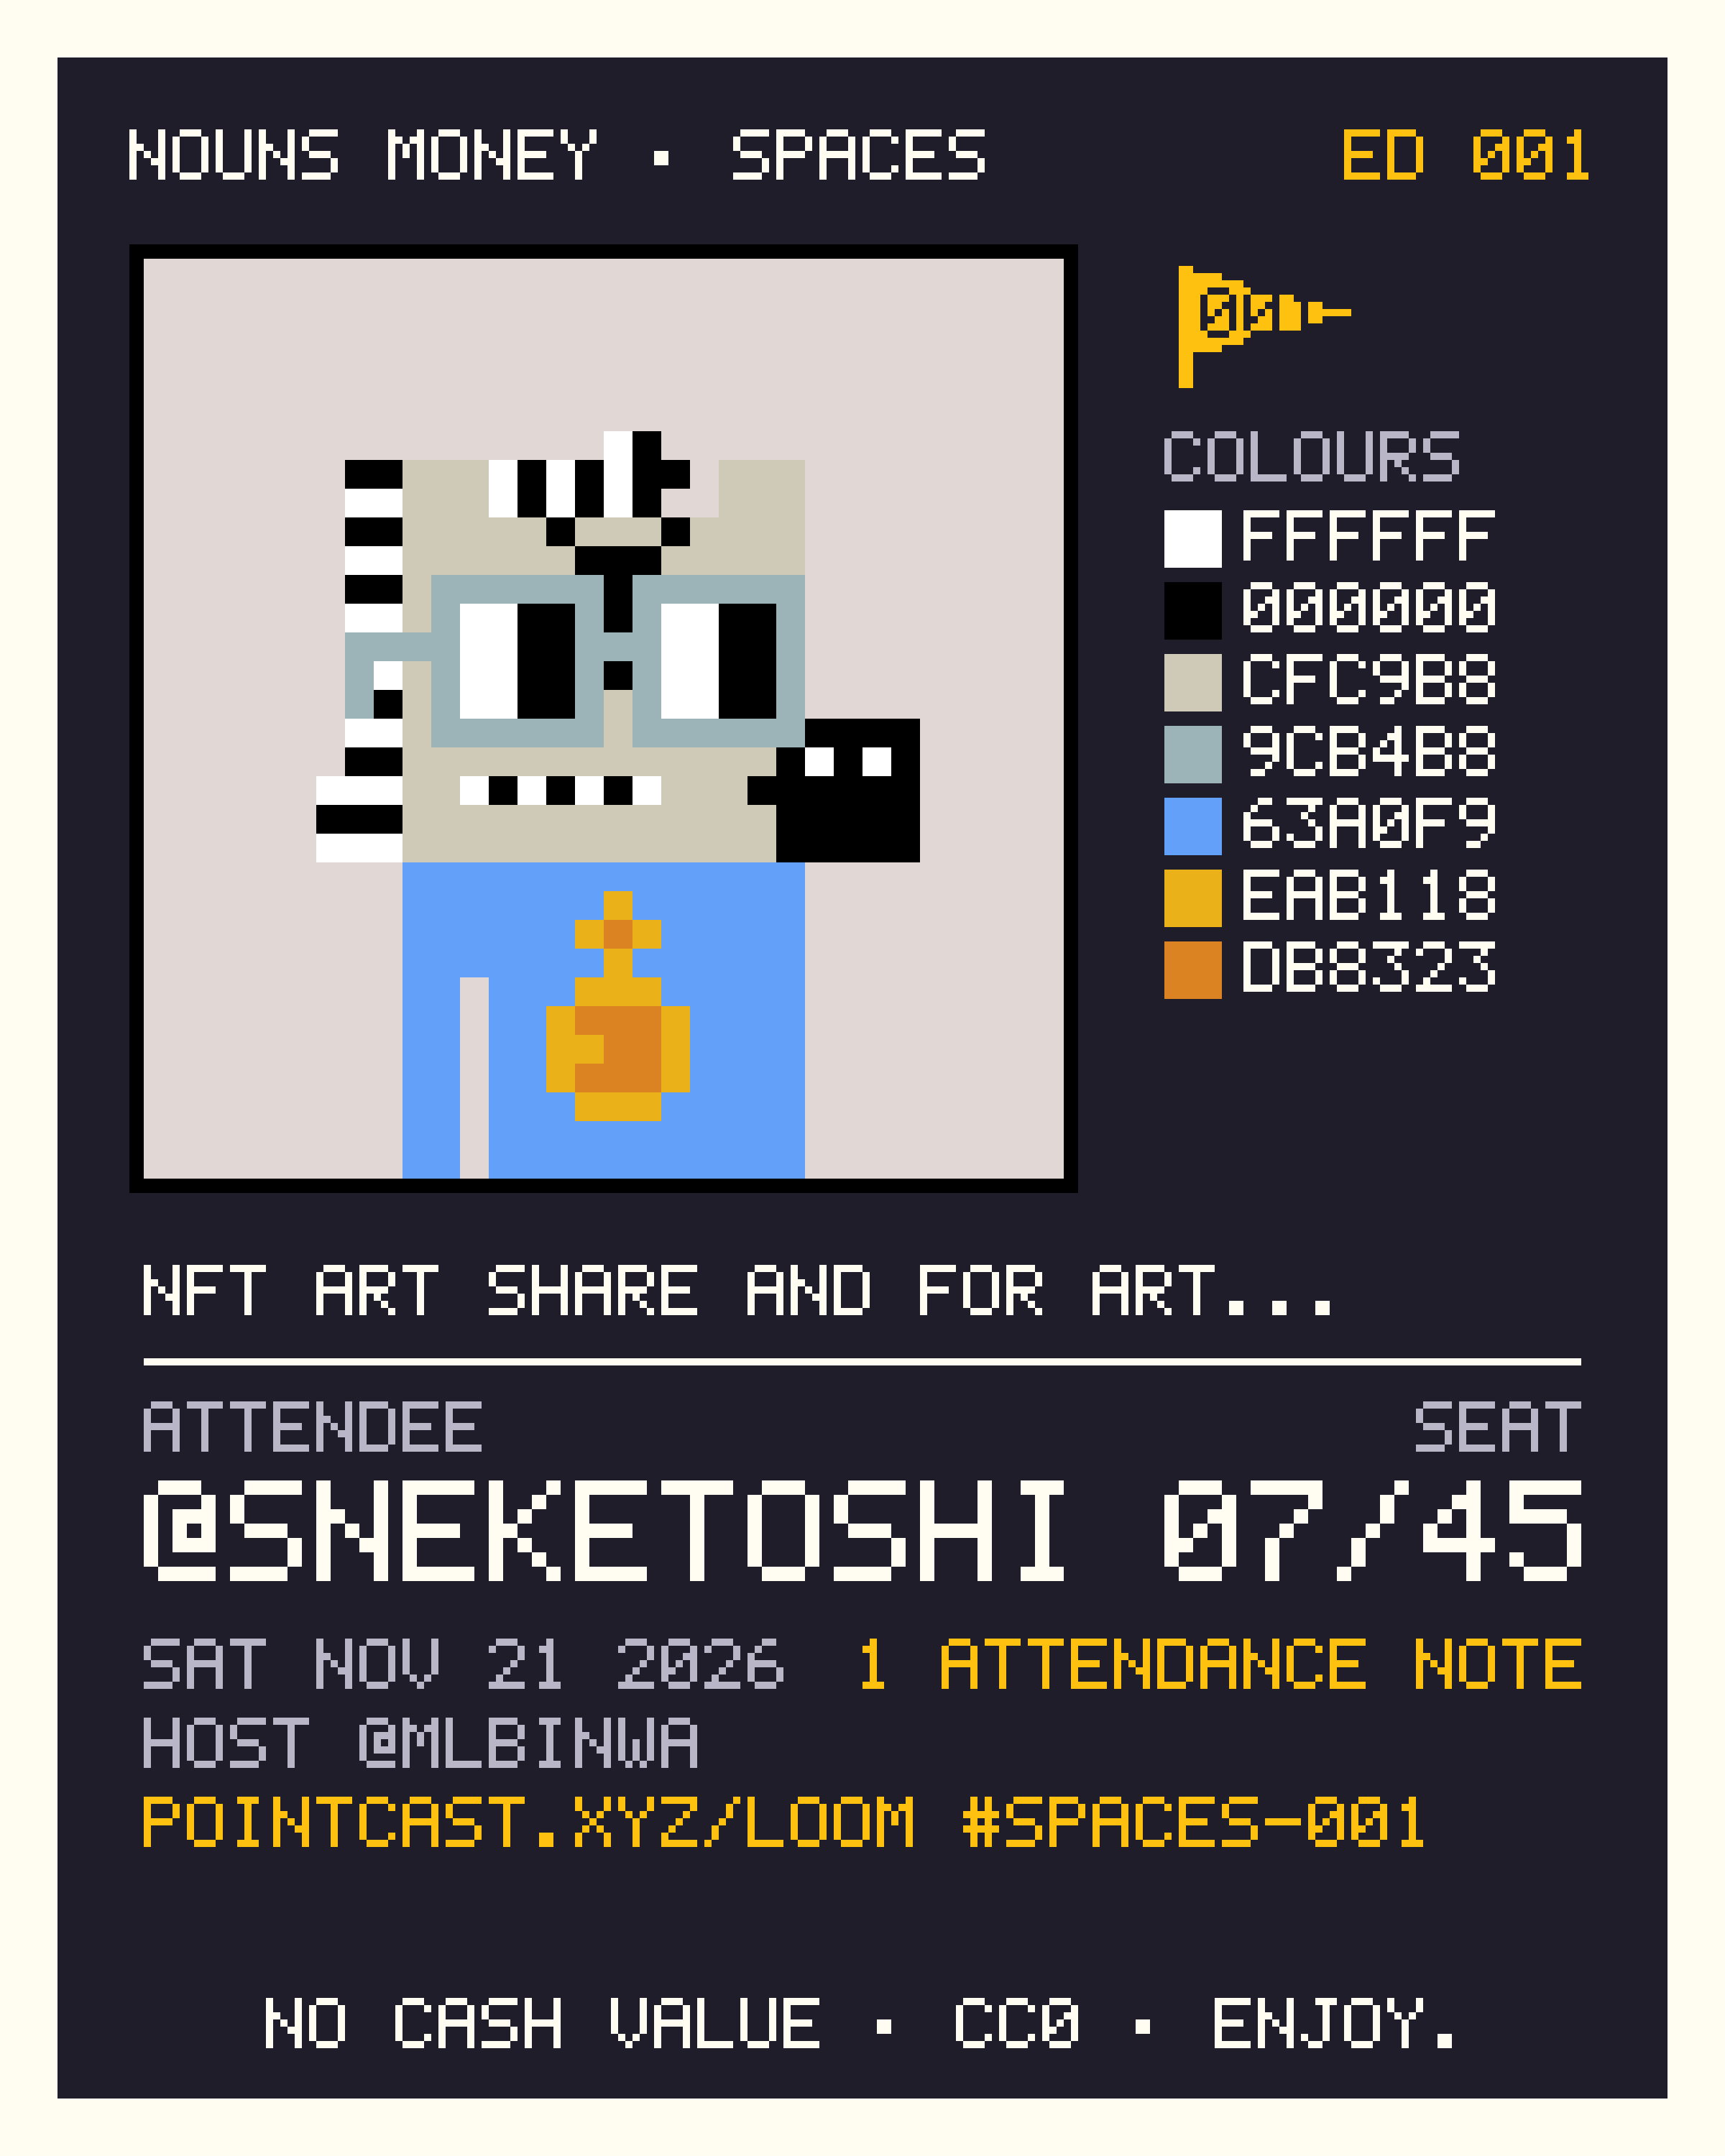 NOUNS MONEY · SPACES ED 001
001
COLOURS
FFFFFF
000000
CFC9B8
9CB4B8
63A0F9
EAB118
DB8323
NFT ART SHARE AND FOR ART...
ATTENDEE SEAT
@SNEKETOSHI 07/45
SAT NOV 21 2026 1 ATTENDANCE NOTE
HOST @MLBINWA
POINTCAST.XYZ/LOOM #SPACES-001
NO CASH VALUE · CC0 · ENJOY.